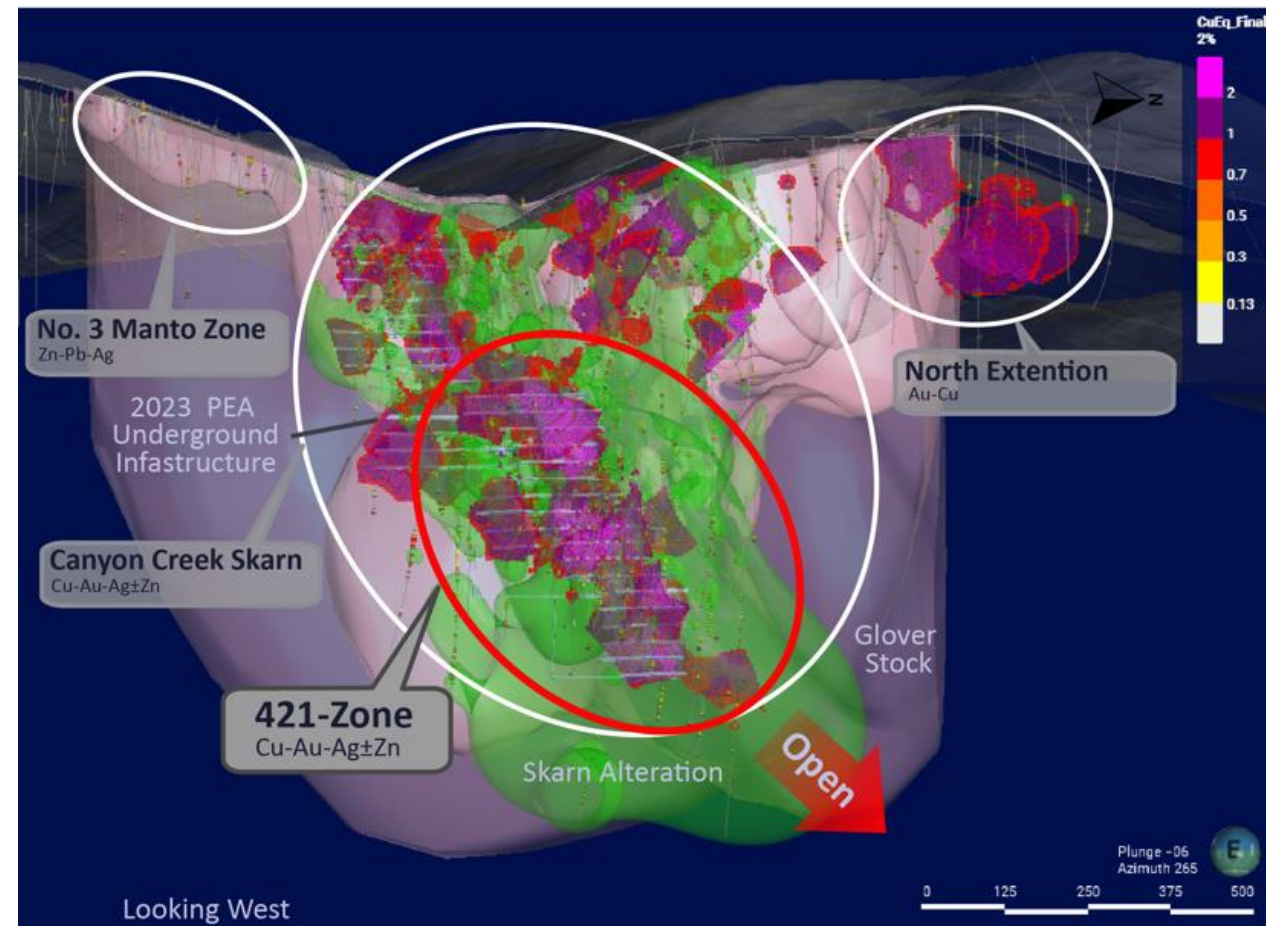 CuEq_Final
2%
2
1
0.7
0.5
0.3
0.13
N
No. 3 Manto Zone
Zn-Pb-Ag
North Extention
Au-Cu
2023 PEA
Underground
Infastructure
Canyon Creek Skarn
Cu-Au-Ag±Zn
Glover
Stock
421-Zone
Cu-Au-Ag±Zn
Skarn Alteration
Open
Plunge -06
Azimuth 265
E
0 125 250 375 500
Looking West